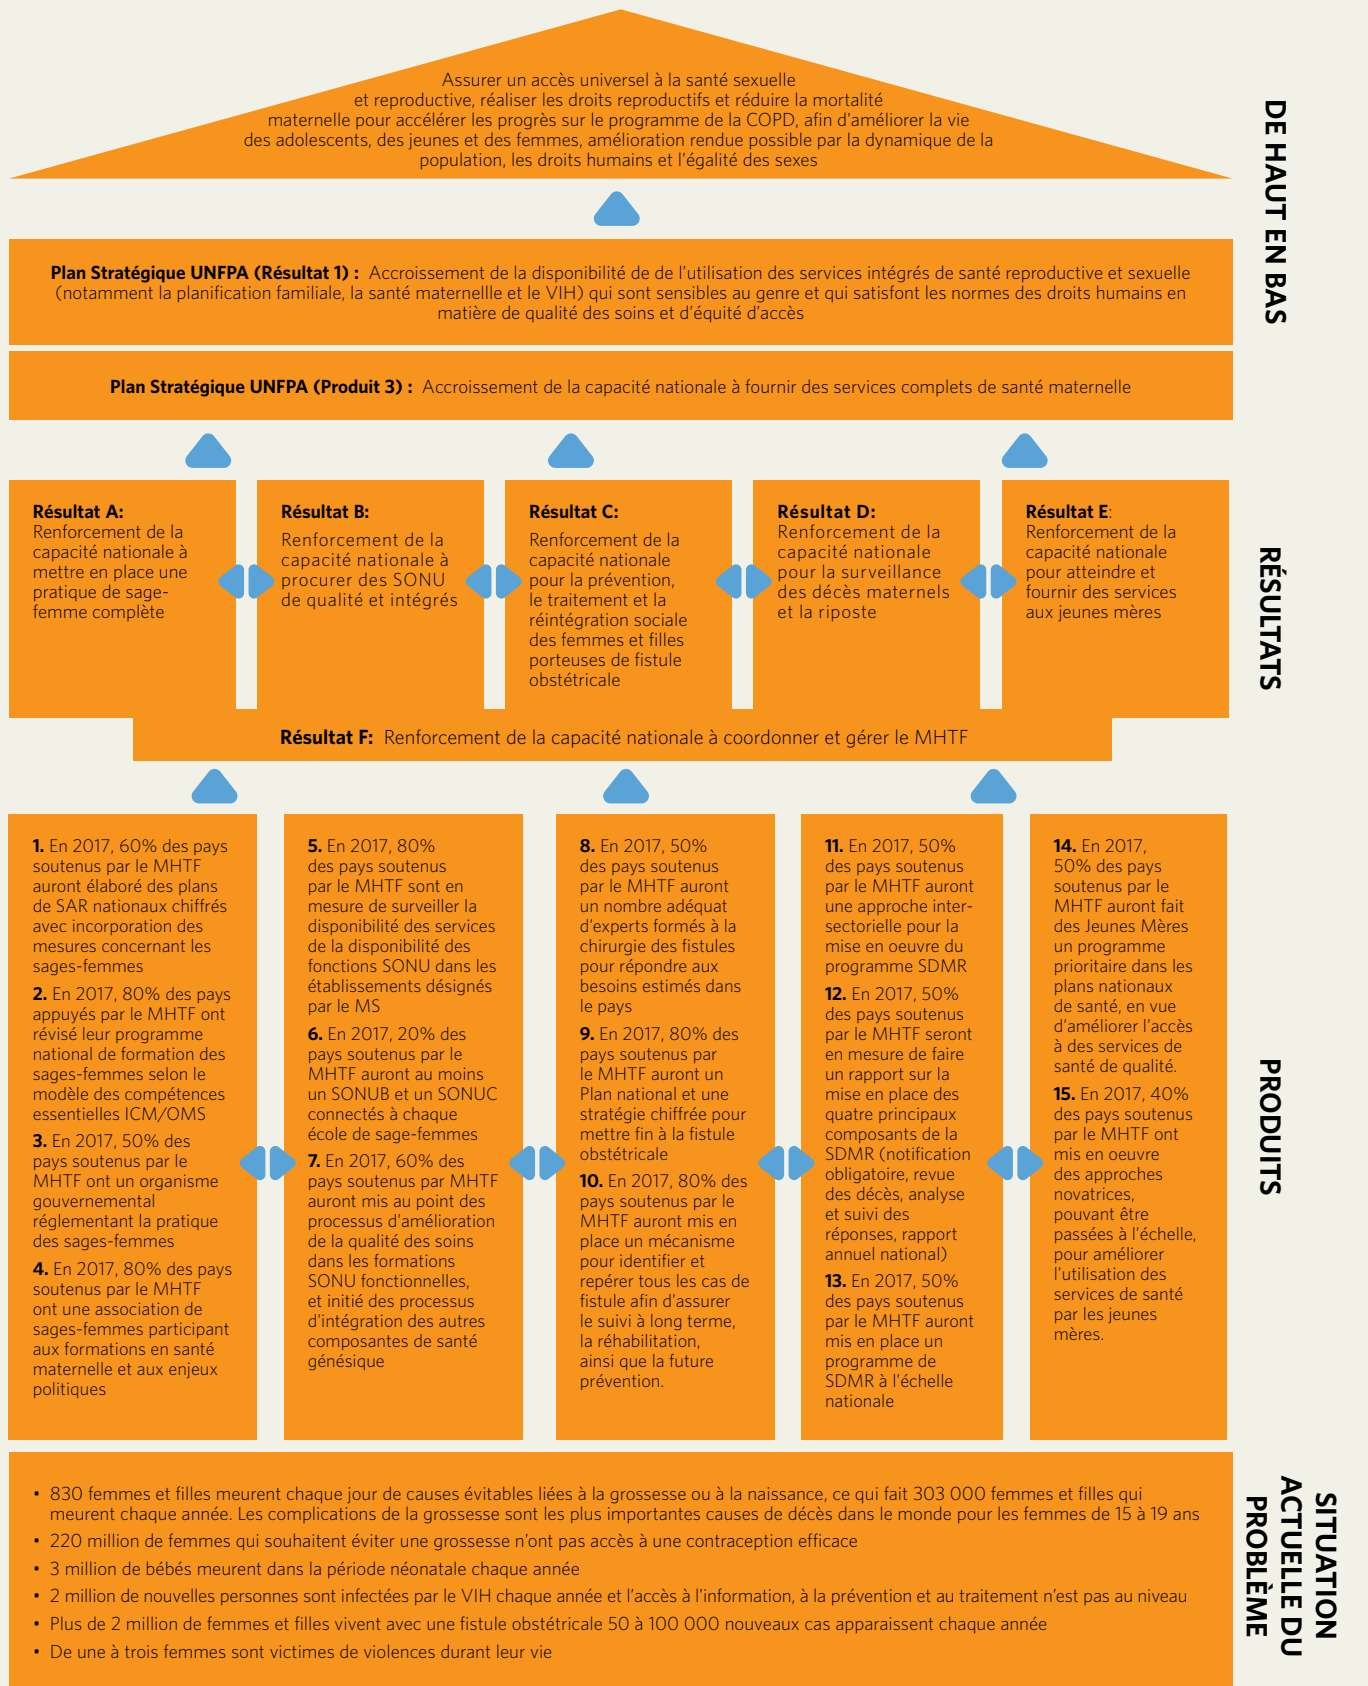 Assurer un accès universel à la santé sexuelle
et reproductive, réaliser les droits reproductifs et réduire la mortalité
maternelle pour accélérer les progrès sur le programme de la COPD, afin d'améliorer la vie
des adolescents, des jeunes et des femmes, amélioration rendue possible par la dynamique de la
population, les droits humains et l'égalité des sexes
DE HAUT EN BAS
Plan Stratégique UNFPA (Résultat 1) : Accroissement de la disponibilité de de l'utilisation des services intégrés de santé reproductive et sexuelle
(notamment la planification familiale, la santé maternellle et le VIH) qui sont sensibles au genre et qui satisfont les normes des droits humains en
matière de qualité des soins et d'équité d'accès
Plan Stratégique UNFPA (Produit 3) : Accroissement de la capacité nationale à fournir des services complets de santé maternelle
Résultat A:
Renforcement de la
capacité nationale à
mettre en place une
pratique de sage-
femme complète
Résultat B:
Renforcement de la
capacité nationale à
procurer des SONU
de qualité et intégrés
Résultat C:
Renforcement de la
capacité nationale
pour la prévention,
le traitement et la
réintégration sociale
des femmes et filles
porteuses de fistule
obstétricale
Résultat D:
Renforcement de la
capacité nationale
pour la surveillance
des décès maternels
et la riposte
Résultat E:
Renforcement de la
capacité nationale
pour atteindre et
fournir des services
aux jeunes mères
RÉSULTATS
Résultat F: Renforcement de la capacité nationale à coordonner et gérer le MHTF
1. En 2017, 60% des pays
soutenus par le MHTF
auront élaboré des plans
de SAR nationaux chiffrés
avec incorporation des
mesures concernant les
sages-femmes
2. En 2017, 80% des pays
appuyés par le MHTF ont
révisé leur programme
national de formation des
sages-femmes selon le
modèle des compétences
essentielles ICM/OMS
3. En 2017, 50% des
pays soutenus par le
MHTF ont un organisme
gouvernemental
réglementant la pratique
des sages-femmes
4. En 2017, 80% des pays
soutenus par le MHTF
ont une association de
sages-femmes participant
aux formations en santé
maternelle et aux enjeux
politiques
5. En 2017, 80%
des pays soutenus
par le MHTF sont en
mesure de surveiller la
disponibilité des services
de la disponibilité des
fonctions SONU dans les
établissements désignés
par le MS
6. En 2017, 20% des
pays soutenus par le
MHTF auront au moins
un SONUB et un SONUC
connectés à chaque
école de sage-femmes
7. En 2017, 60% des
pays soutenus par MHTF
auront mis au point des
processus d'amélioration
de la qualité des soins
dans les formations
SONU fonctionnelles,
et initié des processus
d'intégration des autres
composantes de santé
génésique
8. En 2017, 50%
des pays soutenus
par le MHTF auront
un nombre adéquat
d'experts formés à la
chirurgie des fistules
pour répondre aux
besoins estimés dans
le pays
9. En 2017, 80% des
pays soutenus par
le MHTF auront un
Plan national et une
stratégie chiffrée pour
mettre fin à la fistule
obstétricale
10. En 2017, 80% des
pays soutenus par le
MHTF auront mis en
place un mécanisme
pour identifier et
repérer tous les cas de
fistule afin d'assurer
le suivi à long terme,
la réhabilitation,
ainsi que la future
prévention.
11. En 2017, 50%
des pays soutenus
par le MHTF auront
une approche inter-
sectorielle pour la
mise en oeuvre du
programme SDMR
12. En 2017, 50%
des pays soutenus
par le MHTF seront
en mesure de faire
un rapport sur la
mise en place des
quatre principaux
composants de la
SDMR (notification
obligatoire, revue
des décès, analyse
et suivi des
réponses, rapport
annuel national)
13. En 2017, 50%
des pays soutenus
par le MHTF auront
mis en place un
programme de
SDMR à l'échelle
nationale
14. En 2017,
50% des pays
soutenus par le
MHTF auront fait
des Jeunes Mères
un programme
prioritaire dans les
plans nationaux
de santé, en vue
d'améliorer l'accès
à des services de
santé de qualité.
15. En 2017, 40%
des pays soutenus
par le MHTF ont
mis en oeuvre
des approches
novatrices,
pouvant être
passées à l'échelle,
pour améliorer
l'utilisation des
services de santé
par les jeunes
mères.
PRODUITS
• 830 femmes et filles meurent chaque jour de causes évitables liées à la grossesse ou à la naissance, ce qui fait 303 000 femmes et filles qui
meurent chaque année. Les complications de la grossesse sont les plus importantes causes de décès dans le monde pour les femmes de 15 à 19 ans
• 220 million de femmes qui souhaitent éviter une grossesse n'ont pas accès à une contraception efficace
• 3 million de bébés meurent dans la période néonatale chaque année
• 2 million de nouvelles personnes sont infectées par le VIH chaque année et l'accès à l'information, à la prévention et au traitement n'est pas au niveau
• Plus de 2 million de femmes et filles vivent avec une fistule obstétricale 50 à 100 000 nouveaux cas apparaissent chaque année
• De une à trois femmes sont victimes de violences durant leur vie
SITUATION
ACTUELLE DU
PROBLÈME